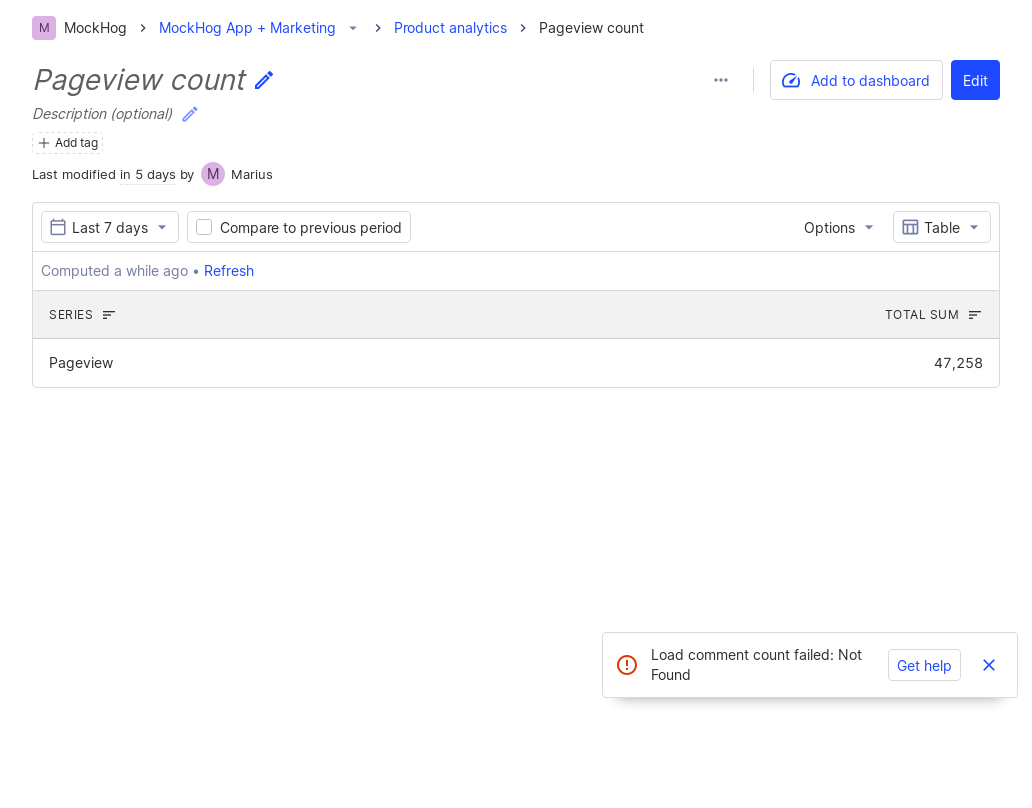 M MockHog MockHog App + Marketing Product analytics Pageview count
Pageview count
Add to dashboard Edit
Description (optional)
Add tag
Last modified in 5 days by M Marius
Last 7 days Compare to previous period Options Table
Computed a while ago • Refresh
SERIES TOTAL SUM
Pageview 47,258
Load comment count failed: Not
Found
Get help